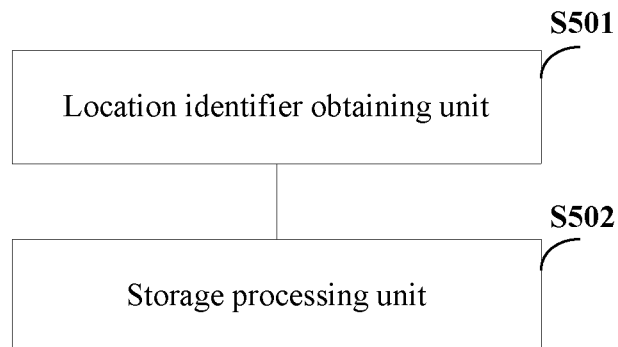 S501
Location identifier obtaining unit
S502
Storage processing unit